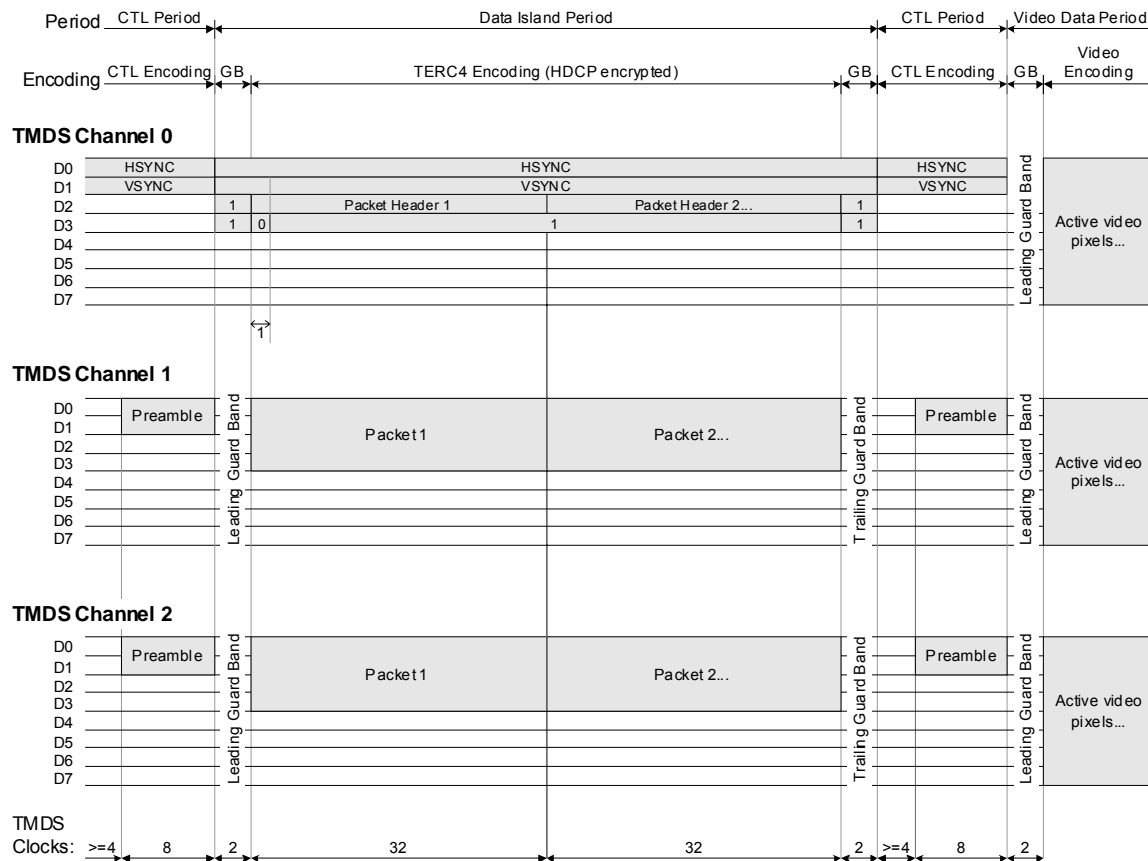 Period CTL Period Data Island Period CTL Period Video Data Period
Encoding CTL Encoding GB TERC4 Encoding (HDCP encrypted) GB CTL Encoding GB Video Encoding
TMDS Channel 0
D0 HSYNC HSYNC HSYNC
D1 VSYNC VSYNC VSYNC
D2 1 Packet Header 1 Packet Header 2... 1
D3 1 0 1 1
D4
D5
D6
D7
Leading Guard Band
Active video
pixels...
1
TMDS Channel 1
D0
D1
D2
D3
D4
D5
D6
D7
Preamble
Leading Guard Band
Packet 1
Packet 2...
Trailing Guard Band
Preamble
Leading Guard Band
Active video
pixels...
TMDS Channel 2
D0
D1
D2
D3
D4
D5
D6
D7
Preamble
Leading Guard Band
Packet 1
Packet 2...
Trailing Guard Band
Preamble
Leading Guard Band
Active video
pixels...
TMDS
Clocks: >=4 8 2 32 32 2 >=4 8 2